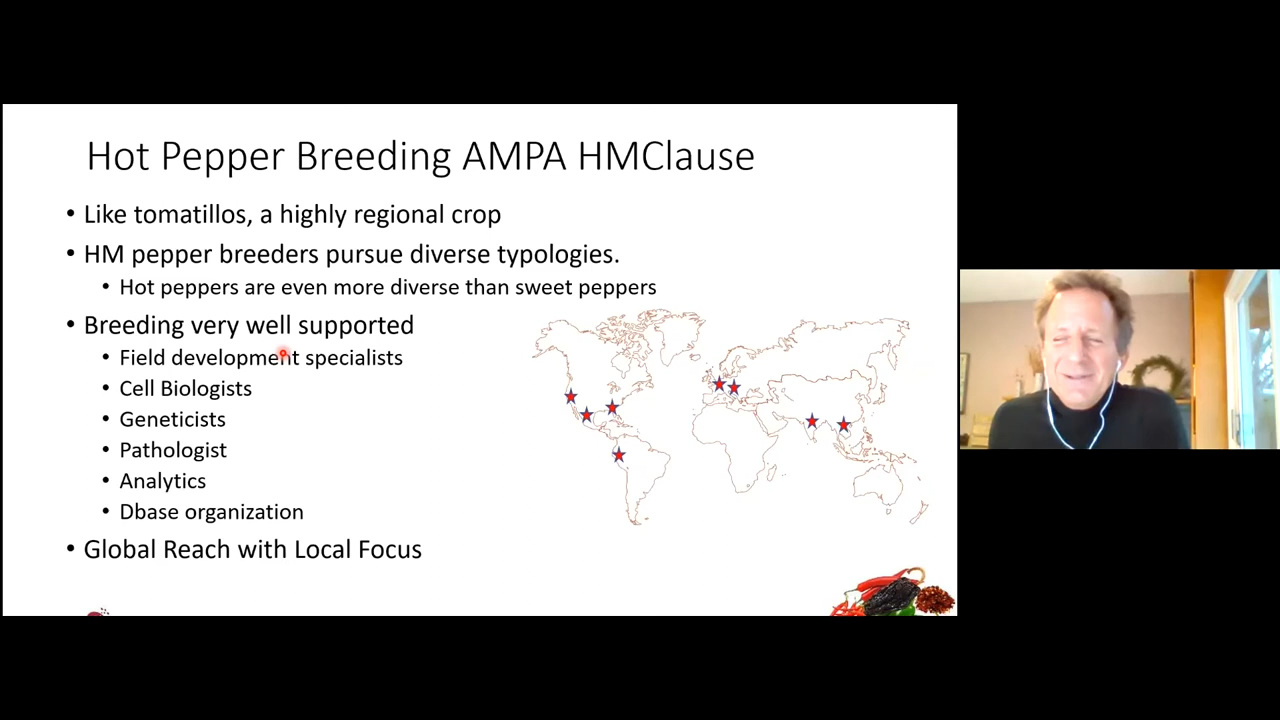 Hot Pepper Breeding AMPA HMClause
• Like tomatillos, a highly regional crop
• HM pepper breeders pursue diverse typologies.
• Hot peppers are even more diverse than sweet peppers
• Breeding very well supported
• Field development specialists
• Cell Biologists
• Geneticists
• Pathologist
• Analytics
• Dbase organization
• Global Reach with Local Focus